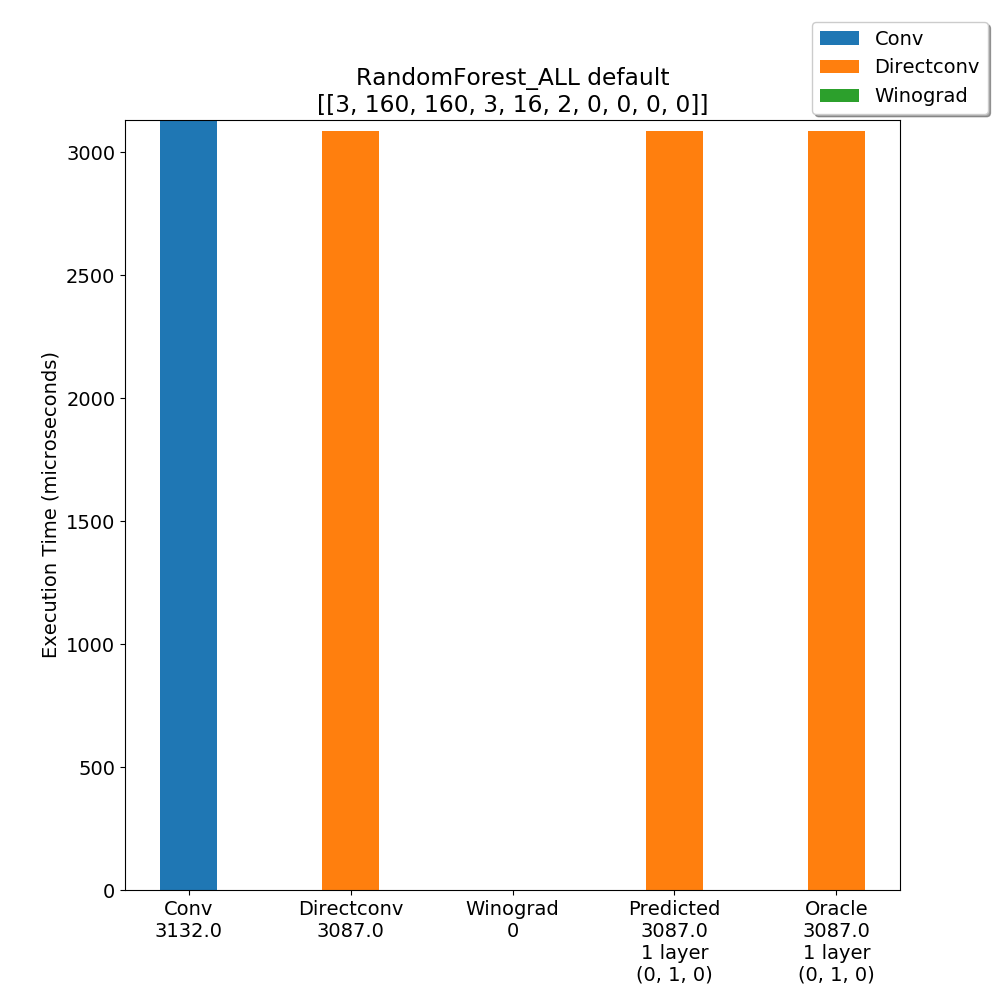 Conv
Directconv
Winograd
RandomForest_ALL default
[[3, 160, 160, 3, 16, 2, 0, 0, 0, 0]]
Execution Time (microseconds)
3000
2500
2000
1500
1000
500
0
Conv
3132.0
Directconv
3087.0
Winograd
0
Predicted
3087.0
1 layer
(0, 1, 0)
Oracle
3087.0
1 layer
(0, 1, 0)